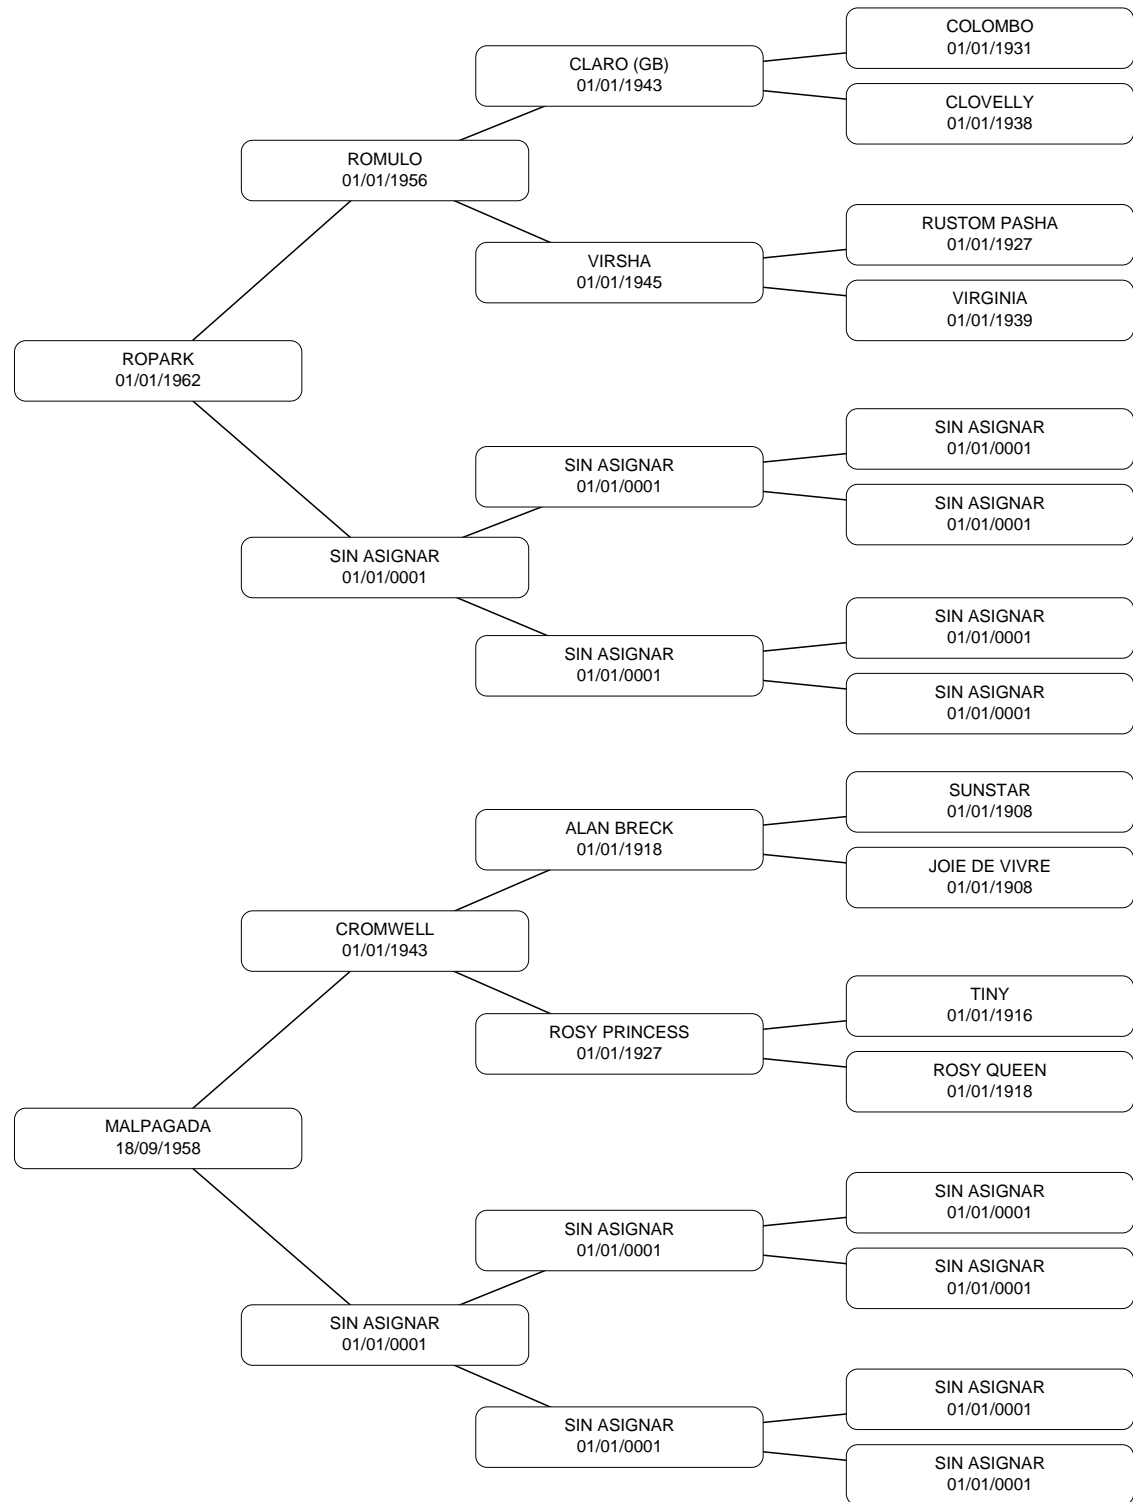 COLOMBO
01/01/1931
CLARO (GB)
01/01/1943
CLOVELLY
01/01/1938
ROMULO
01/01/1956
RUSTOM PASHA
01/01/1927
VIRSHA
01/01/1945
VIRGINIA
01/01/1939
ROPARK
01/01/1962
SIN ASIGNAR
01/01/0001
SIN ASIGNAR
01/01/0001
SIN ASIGNAR
01/01/0001
SIN ASIGNAR
01/01/0001
SIN ASIGNAR
01/01/0001
SIN ASIGNAR
01/01/0001
SIN ASIGNAR
01/01/0001
SUNSTAR
01/01/1908
ALAN BRECK
01/01/1918
JOIE DE VIVRE
01/01/1908
CROMWELL
01/01/1943
TINY
01/01/1916
ROSY PRINCESS
01/01/1927
ROSY QUEEN
01/01/1918
MALPAGADA
18/09/1958
SIN ASIGNAR
01/01/0001
SIN ASIGNAR
01/01/0001
SIN ASIGNAR
01/01/0001
SIN ASIGNAR
01/01/0001
SIN ASIGNAR
01/01/0001
SIN ASIGNAR
01/01/0001
SIN ASIGNAR
01/01/0001